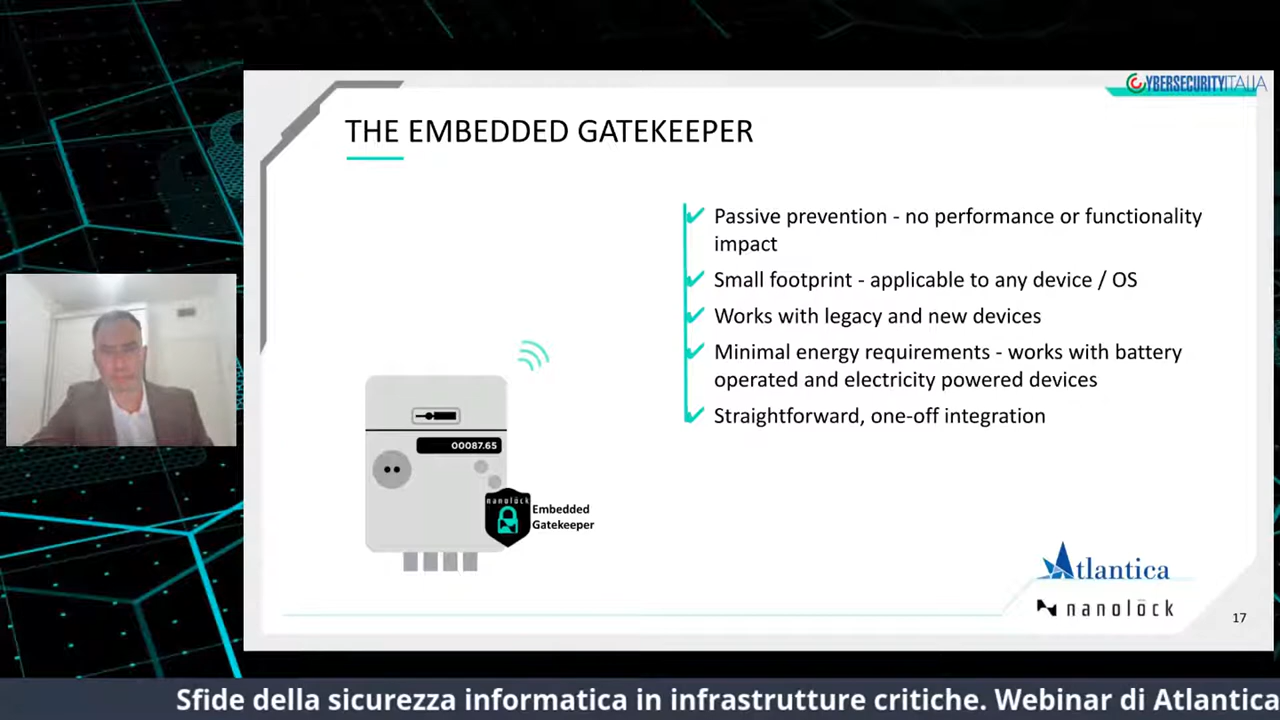 CYBERSECURITYITALIA
THE EMBEDDED GATEKEEPER
Passive prevention - no performance or functionality
impact
Small footprint - applicable to any device / OS
Works with legacy and new devices
Minimal energy requirements - works with battery
operated and electricity powered devices
Straightforward, one-off integration
00087.65
nanolöck
Embedded
Gatekeeper
Atlantica
nanolōck
17
Sfide della sicurezza informatica in infrastrutture critiche. Webinar di Atlantica